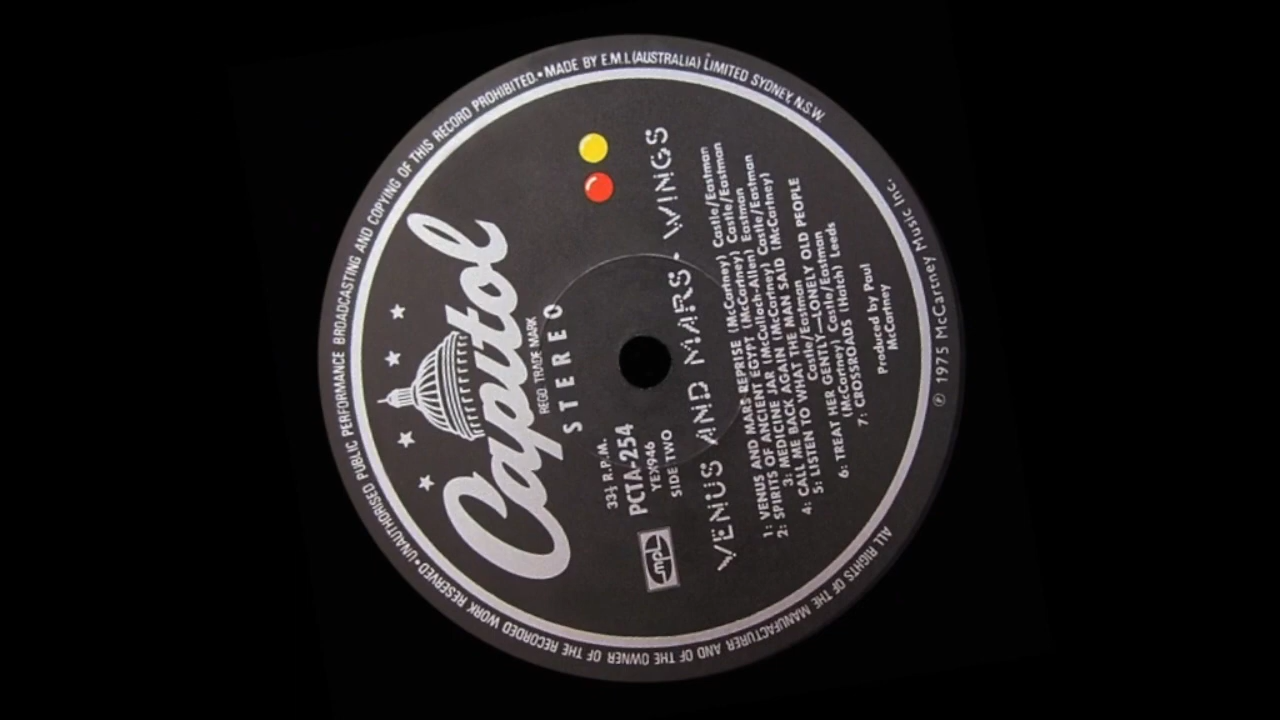 UNAUTHORISED PUBLIC PERFORMANCE BROADCASTING AND COPYING OF THIS RECORD PROHIBITED • MADE BY E.M.I. (AUSTRALIA) LIMITED SYDNEY, N.S.W.
Capitol
REGD. TRADE MARK
STEREO
33⅓ R.P.M.
PCTA-254
YEX946
SIDE TWO
mpl
VENUS AND MARS • WINGS
1: VENUS AND MARS REPRISE (McCartney) Castle/Eastman
2: SPIRITS OF ANCIENT EGYPT (McCartney) Castle/Eastman
3: MEDICINE JAR (McCulloch-Allen) Eastman
4: CALL ME BACK AGAIN (McCartney) Castle/Eastman
5: LISTEN TO WHAT THE MAN SAID (McCartney)
Castle/Eastman
6: TREAT HER GENTLY—LONELY OLD PEOPLE
(McCartney) Castle/Eastman
7: CROSSROADS (Hatch) Leeds
Produced by Paul
McCartney
℗ 1975 McCartney Music Inc.
ALL RIGHTS OF THE MANUFACTURER AND OF THE OWNER OF THE RECORDED WORK RESERVED •